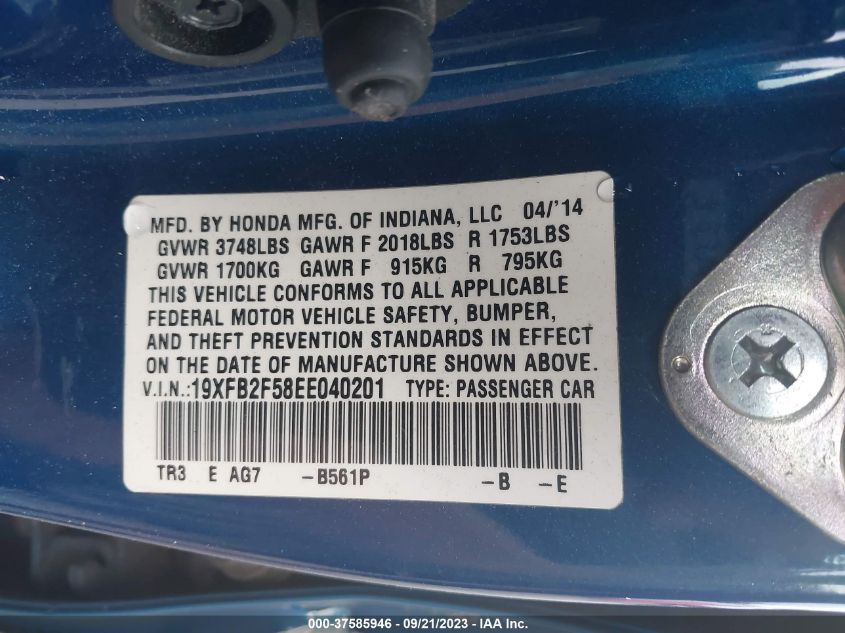 MFD. BY HONDA MFG. OF INDIANA, LLC 04/'14
GVWR 3748LBS GAWR F 2018LBS R 1753LBS
GVWR 1700KG GAWR F 915KG R 795KG
THIS VEHICLE CONFORMS TO ALL APPLICABLE
FEDERAL MOTOR VEHICLE SAFETY, BUMPER,
AND THEFT PREVENTION STANDARDS IN EFFECT
ON THE DATE OF MANUFACTURE SHOWN ABOVE.
V.I.N.:19XFB2F58EE040201 TYPE: PASSENGER CAR
TR3 E AG7 -B561P -B -E
000-37585946 - 09/21/2023 - IAAI.com